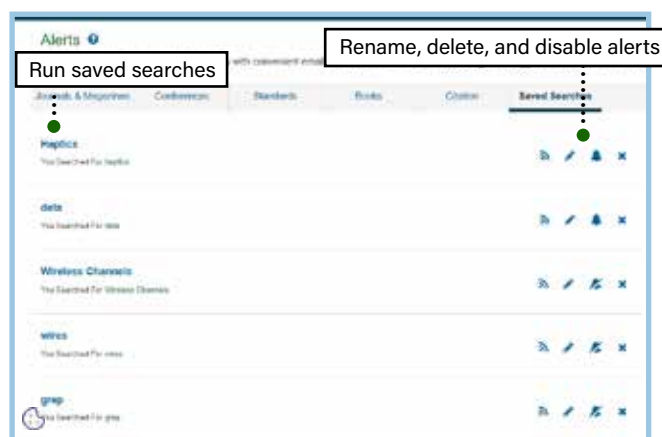 Alerts
Rename, delete, and disable alerts
Run saved searches
with convenient email
Journals & Magazines Conferences Standards Books Citation Saved Searches
Haptics
You Searched For haptics
data
You Searched For data
Wireless Channels
You Searched For Wireless Channels
wires
You Searched For wires
grep
You Searched For grep